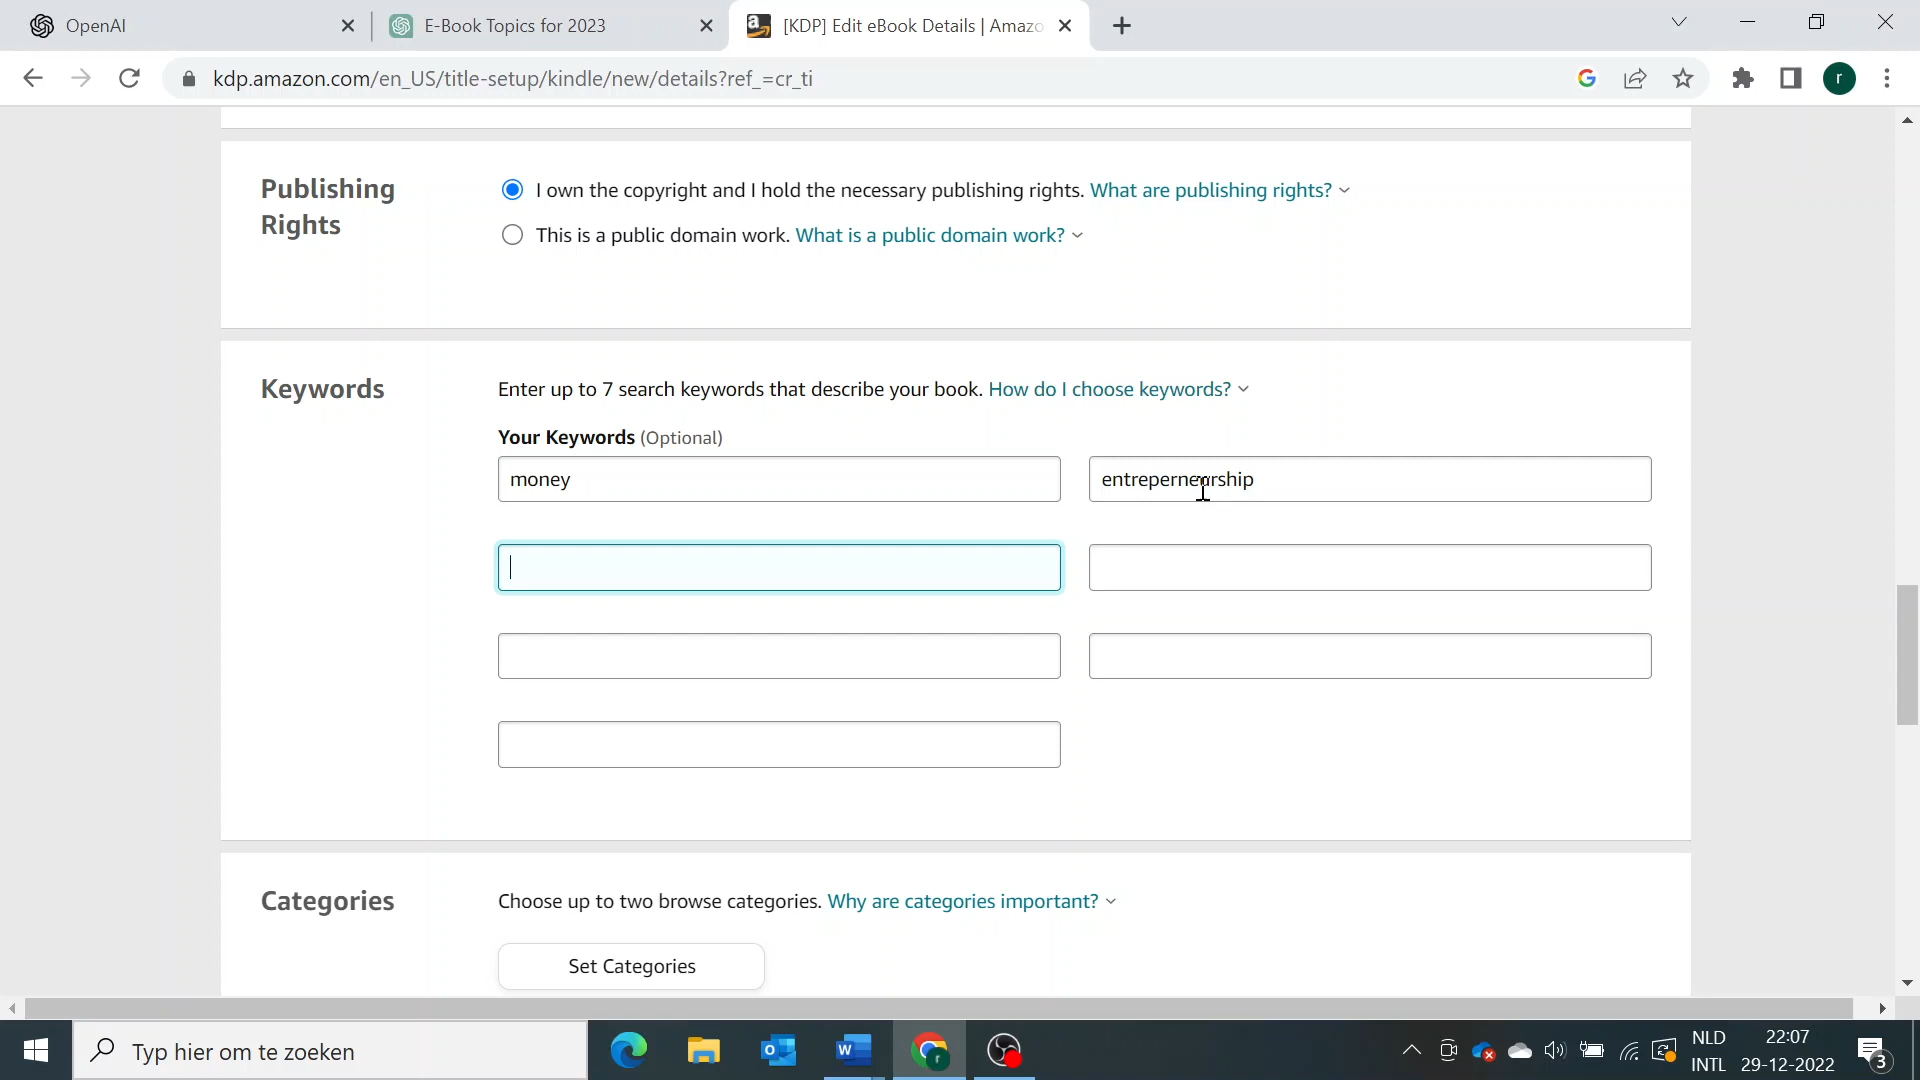 OpenAI
E-Book Topics for 2023
[KDP] Edit eBook Details | Amazo
kdp.amazon.com/en_US/title-setup/kindle/new/details?ref_=cr_ti
r
Publishing
Rights
I own the copyright and I hold the necessary publishing rights. What are publishing rights?
This is a public domain work. What is a public domain work?
Keywords
Enter up to 7 search keywords that describe your book. How do I choose keywords?
Your Keywords (Optional)
money
entreperneurship
Categories
Choose up to two browse categories. Why are categories important?
Set Categories
Typ hier om te zoeken
NLD
INTL
22:07
29-12-2022
3